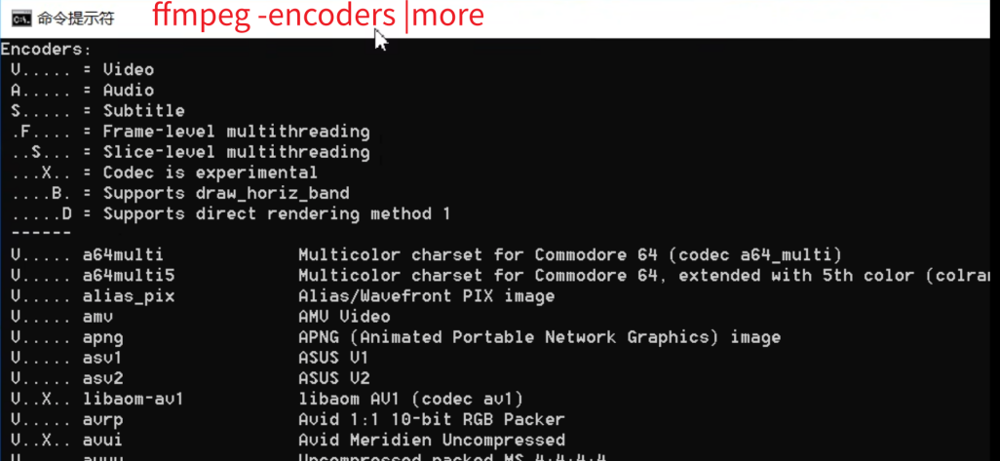 命令提示符
ffmpeg -encoders |more
Encoders:
V..... = Video
A..... = Audio
S..... = Subtitle
.F.... = Frame-level multithreading
..S... = Slice-level multithreading
...X.. = Codec is experimental
....B. = Supports draw_horiz_band
.....D = Supports direct rendering method 1
------
V..... a64multi Multicolor charset for Commodore 64 (codec a64_multi)
V..... a64multi5 Multicolor charset for Commodore 64, extended with 5th color (colra
V..... alias_pix Alias/Wavefront PIX image
V..... amv AMV Video
V..... apng APNG (Animated Portable Network Graphics) image
V..... asv1 ASUS V1
V..... asv2 ASUS V2
V..X.. libaom-av1 libaom AV1 (codec av1)
V..... avrp Avid 1:1 10-bit RGB Packer
V..X.. avui Avid Meridien Uncompressed
V..... ayuv Uncompressed packed MS 4:4:4:4